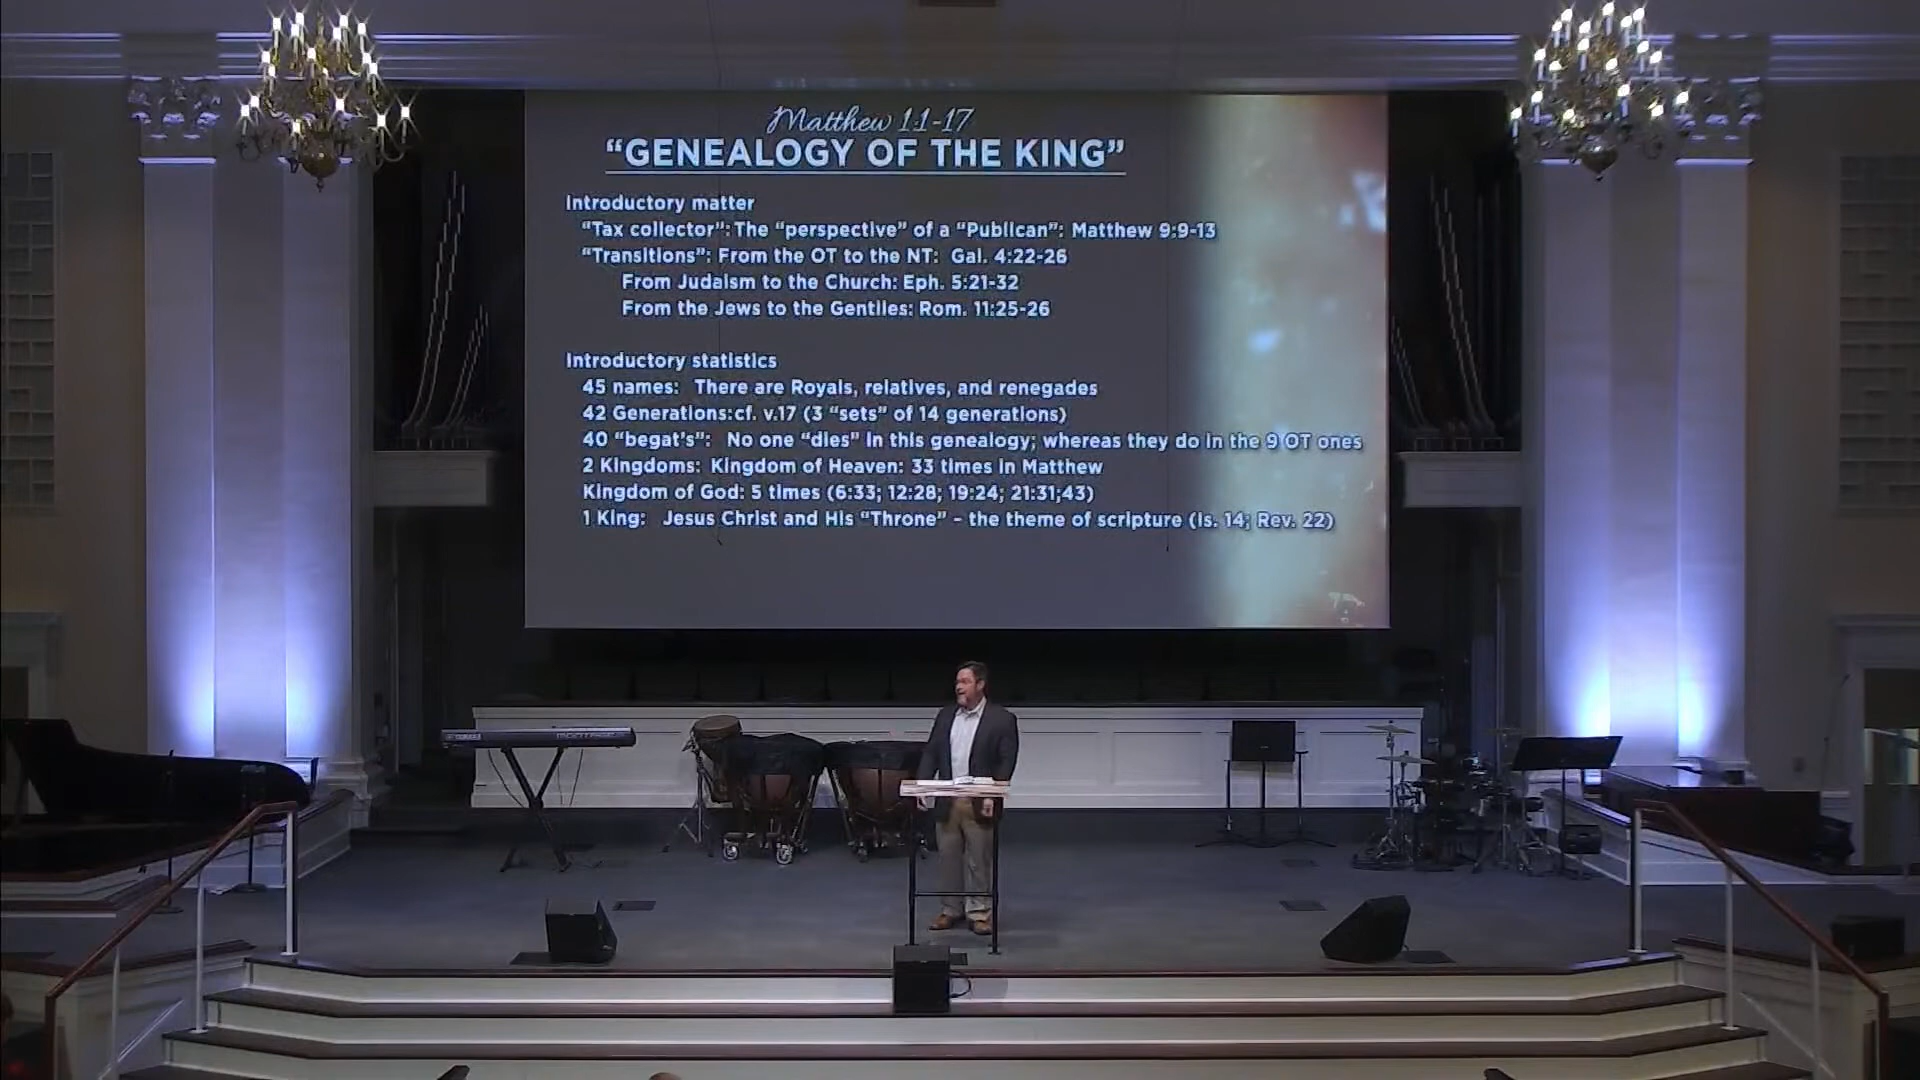 Matthew 1:1-17
“GENEALOGY OF THE KING”
Introductory matter
“Tax collector”: The “perspective” of a “Publican”: Matthew 9:9-13
“Transitions”: From the OT to the NT: Gal. 4:22-26
From Judaism to the Church: Eph. 5:21-32
From the Jews to the Gentiles: Rom. 11:25-26
Introductory statistics
45 names: There are Royals, relatives, and renegades
42 Generations: cf. v.17 (3 “sets” of 14 generations)
40 “begat’s”: No one “dies” in this genealogy; whereas they do in the 9 OT ones
2 Kingdoms: Kingdom of Heaven: 33 times in Matthew
Kingdom of God: 5 times (6:33; 12:28; 19:24; 21:31;43)
1 King: Jesus Christ and His “Throne” – the theme of scripture (Is. 14; Rev. 22)
YAMAHA